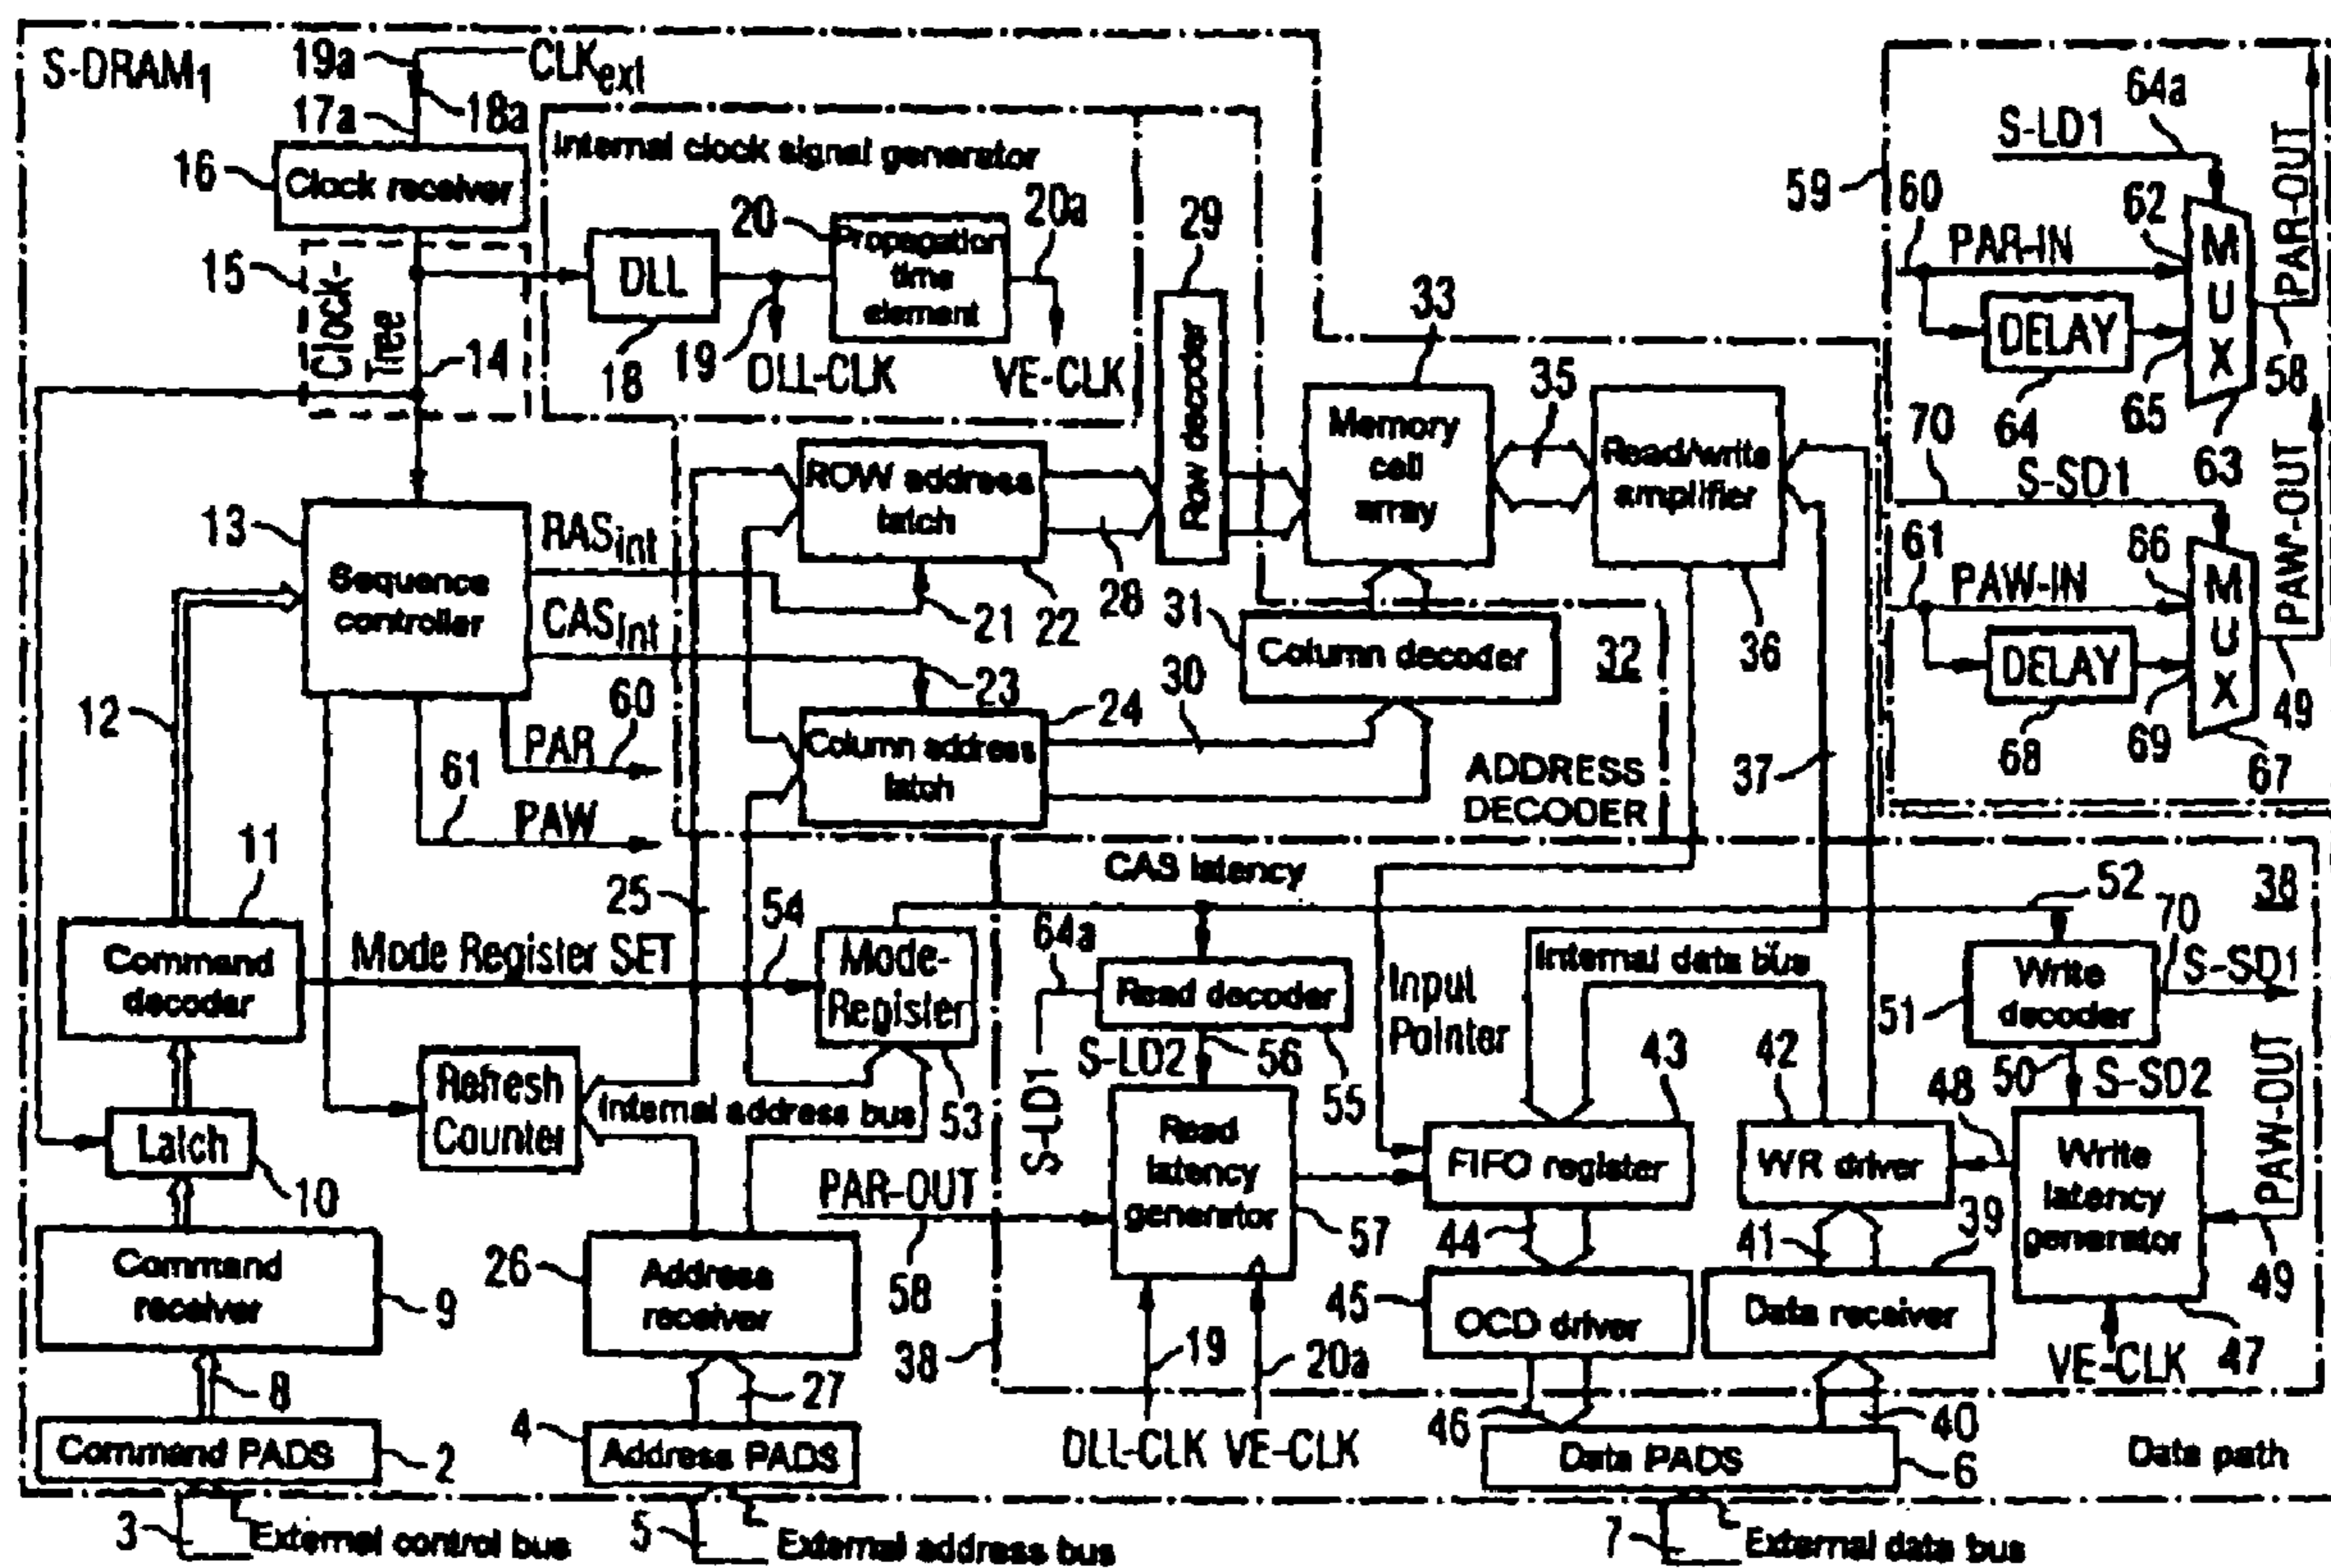 S-DRAM1
19a
CLKext
17a
18a
16
Clock receiver
15
Clock-
Tree
14
Internal clock signal generator
DLL
18
19
DLL-CLK
20
Propagation
time
element
20a
VE-CLK
29
Row decoder
33
Memory
cell
array
35
Read/write
amplifier
36
59
64a
S-LD1
60
PAR-IN
62
MUX
DELAY
64
65
63
58
PAR-OUT
70
S-SD1
61
PAW-IN
66
MUX
DELAY
68
69
67
49
PAW-OUT
13
Sequence
controller
RASint
CASint
ROW address
latch
21
22
28
23
24
30
Column address
latch
31
Column decoder
32
ADDRESS
DECODER
37
12
PAR
60
61
PAW
11
Command
decoder
Mode Register SET
25
54
Mode-
Register
53
CAS latency
52
38
64a
Read decoder
55
S-LD1
S-LD2
56
Input
Pointer
Internal data bus
51
Write
decoder
70
S-SD1
50
S-SD2
PAW-OUT
Latch
10
Refresh
Counter
Internal address bus
PAR-OUT
58
Read
latency
generator
57
43
FIFO register
42
WR driver
48
Write
latency
generator
49
47
VE-CLK
Command
receiver
9
26
Address
receiver
44
45
OCD driver
41
39
Data receiver
38
19
20a
DLL-CLK
VE-CLK
8
27
46
40
Command PADS
2
4
Address PADS
Data PADS
6
Data path
3
External control bus
5
External address bus
7
External data bus